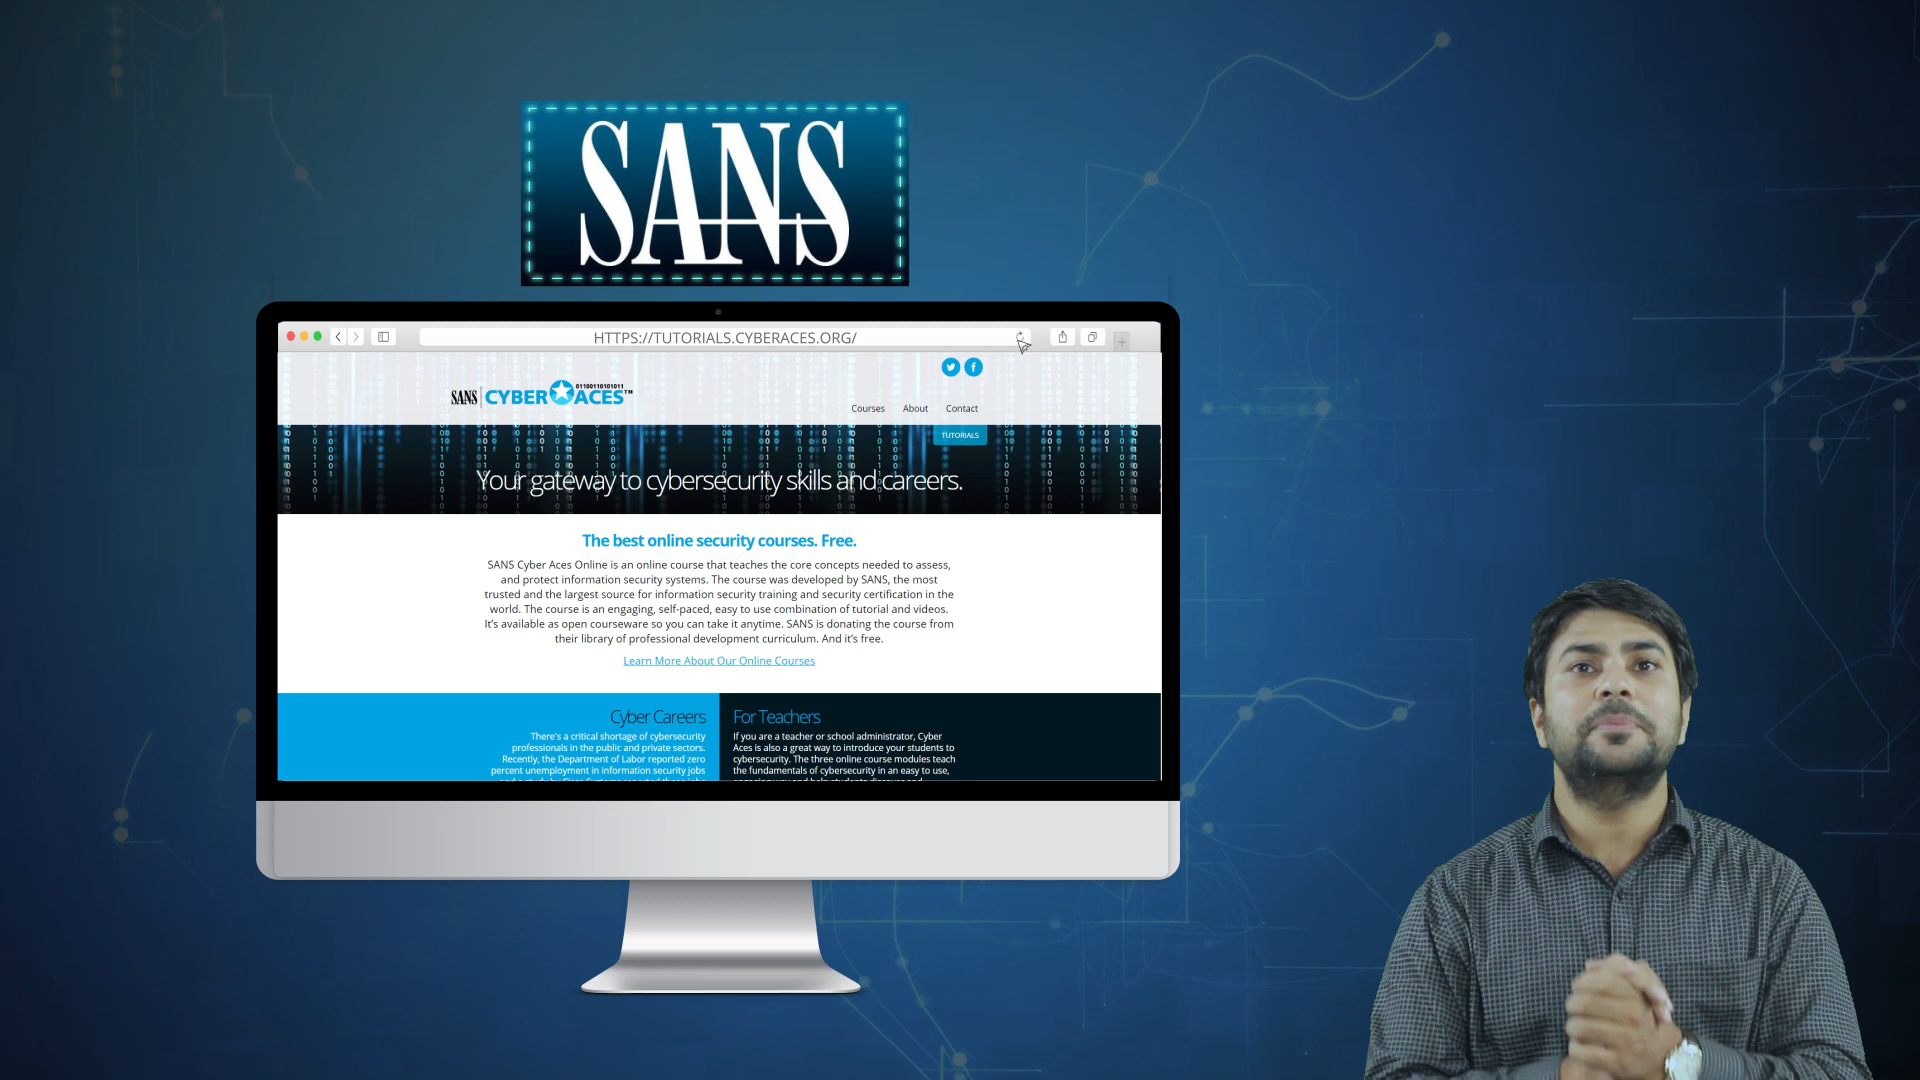 SANS
HTTPS://TUTORIALS.CYBERACES.ORG/
SANS CYBER ACES™
01100110101011
Courses About Contact
TUTORIALS
Your gateway to cybersecurity skills and careers.
The best online security courses. Free.
SANS Cyber Aces Online is an online course that teaches the core concepts needed to assess,
and protect information security systems. The course was developed by SANS, the most
trusted and the largest source for information security training and security certification in the
world. The course is an engaging, self-paced, easy to use combination of tutorial and videos.
It's available as open courseware so you can take it anytime. SANS is donating the course from
their library of professional development curriculum. And it's free.
Learn More About Our Online Courses
Cyber Careers
There's a critical shortage of cybersecurity
professionals in the public and private sectors.
Recently, the Department of Labor reported zero
percent unemployment in information security jobs
For Teachers
If you are a teacher or school administrator, Cyber
Aces is also a great way to introduce your students to
cybersecurity. The three online course modules teach
the fundamentals of cybersecurity in an easy to use,